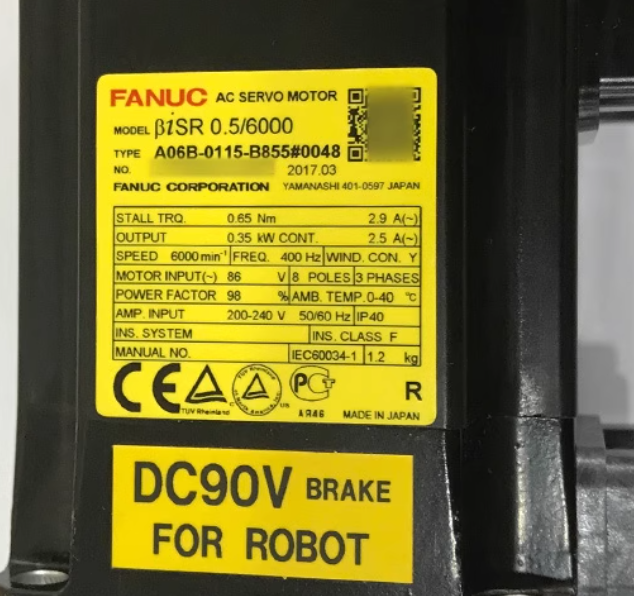 FANUC AC SERVO MOTOR
MODEL βiSR 0.5/6000
TYPE A06B-0115-B855#0048
NO. 2017.03
FANUC CORPORATION YAMANASHI 401-0597 JAPAN
STALL TRQ. 0.65 Nm 2.9 A(~)
OUTPUT 0.35 kW CONT. 2.5 A(~)
SPEED 6000 min⁻¹ FREQ. 400 Hz WIND. CON. Y
MOTOR INPUT(~) 86 V 8 POLES 3 PHASES
POWER FACTOR 98 % AMB. TEMP. 0-40 °C
AMP. INPUT 200-240 V 50/60 Hz IP40
INS. SYSTEM INS. CLASS F
MANUAL NO. IEC60034-1 1.2 kg
CE
R
TUV Rheinland C US
MADE IN JAPAN
DC90V BRAKE
FOR ROBOT